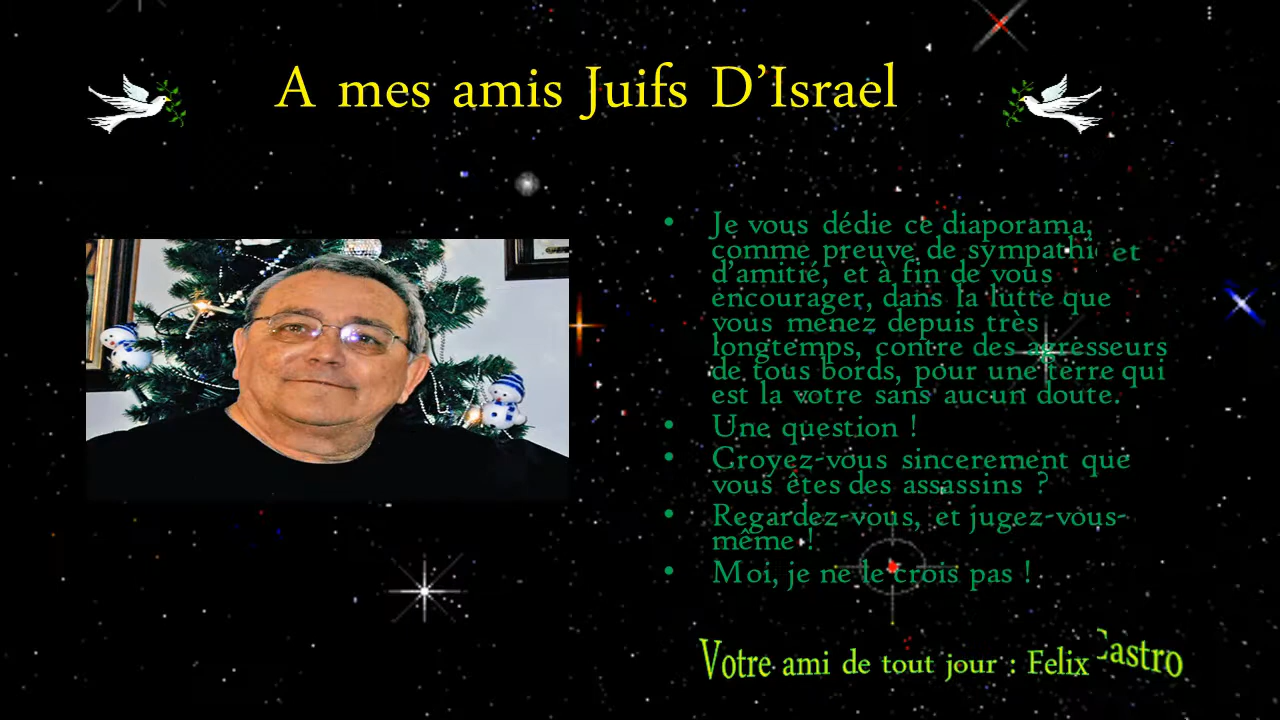 A mes amis Juifs D’Israel
• Je vous dédie ce diaporama,
comme preuve de sympathie et
d’amitié, et à fin de vous
encourager, dans la lutte que
vous menez depuis très
longtemps, contre des agresseurs
de tous bords, pour une terre qui
est la votre sans aucun doute.
• Une question !
• Croyez-vous sincerement que
vous êtes des assassins ?
• Regardez-vous, et jugez-vous-
même !
• Moi, je ne le crois pas !
Votre ami de tout jour : Felix Castro